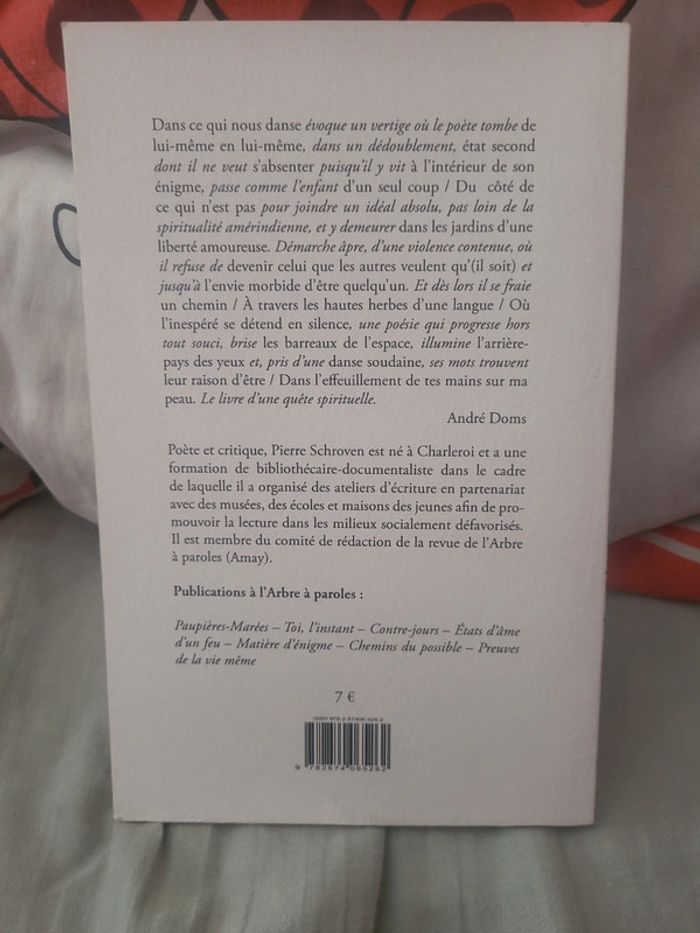 Dans ce qui nous danse évoque un vertige où le poète tombe de
lui-même en lui-même, dans un dédoublement, état second
dont il ne veut s'absenter puisqu'il y vit à l'intérieur de son
énigme, passe comme l'enfant d'un seul coup / Du côté de
ce qui n'est pas pour joindre un idéal absolu, pas loin de la
spiritualité amérindienne, et y demeurer dans les jardins d'une
liberté amoureuse. Démarche âpre, d'une violence contenue, où
il refuse de devenir celui que les autres veulent qu'(il soit) et
jusqu'à l'envie morbide d'être quelqu'un. Et dès lors il se fraie
un chemin / À travers les hautes herbes d'une langue / Où
l'inespéré se détend en silence, une poésie qui progresse hors
tout souci, brise les barreaux de l'espace, illumine l'arrière-
pays des yeux et, pris d'une danse soudaine, ses mots trouvent
leur raison d'être / Dans l'effeuillement de tes mains sur ma
peau. Le livre d'une quête spirituelle.
André Doms
Poète et critique, Pierre Schroven est né à Charleroi et a une
formation de bibliothécaire-documentaliste dans le cadre
de laquelle il a organisé des ateliers d'écriture en partenariat
avec des musées, des écoles et maisons des jeunes afin de pro-
mouvoir la lecture dans les milieux socialement défavorisés.
Il est membre du comité de rédaction de la revue de l'Arbre
à paroles (Amay).
Publications à l'Arbre à paroles :
Paupières-Marées – Toi, l'instant – Contre-jours – États d'âme
d'un feu – Matière d'énigme – Chemins du possible – Preuves
de la vie même
7 €
ISBN 978-2-87406-528-2
9 782874 065282